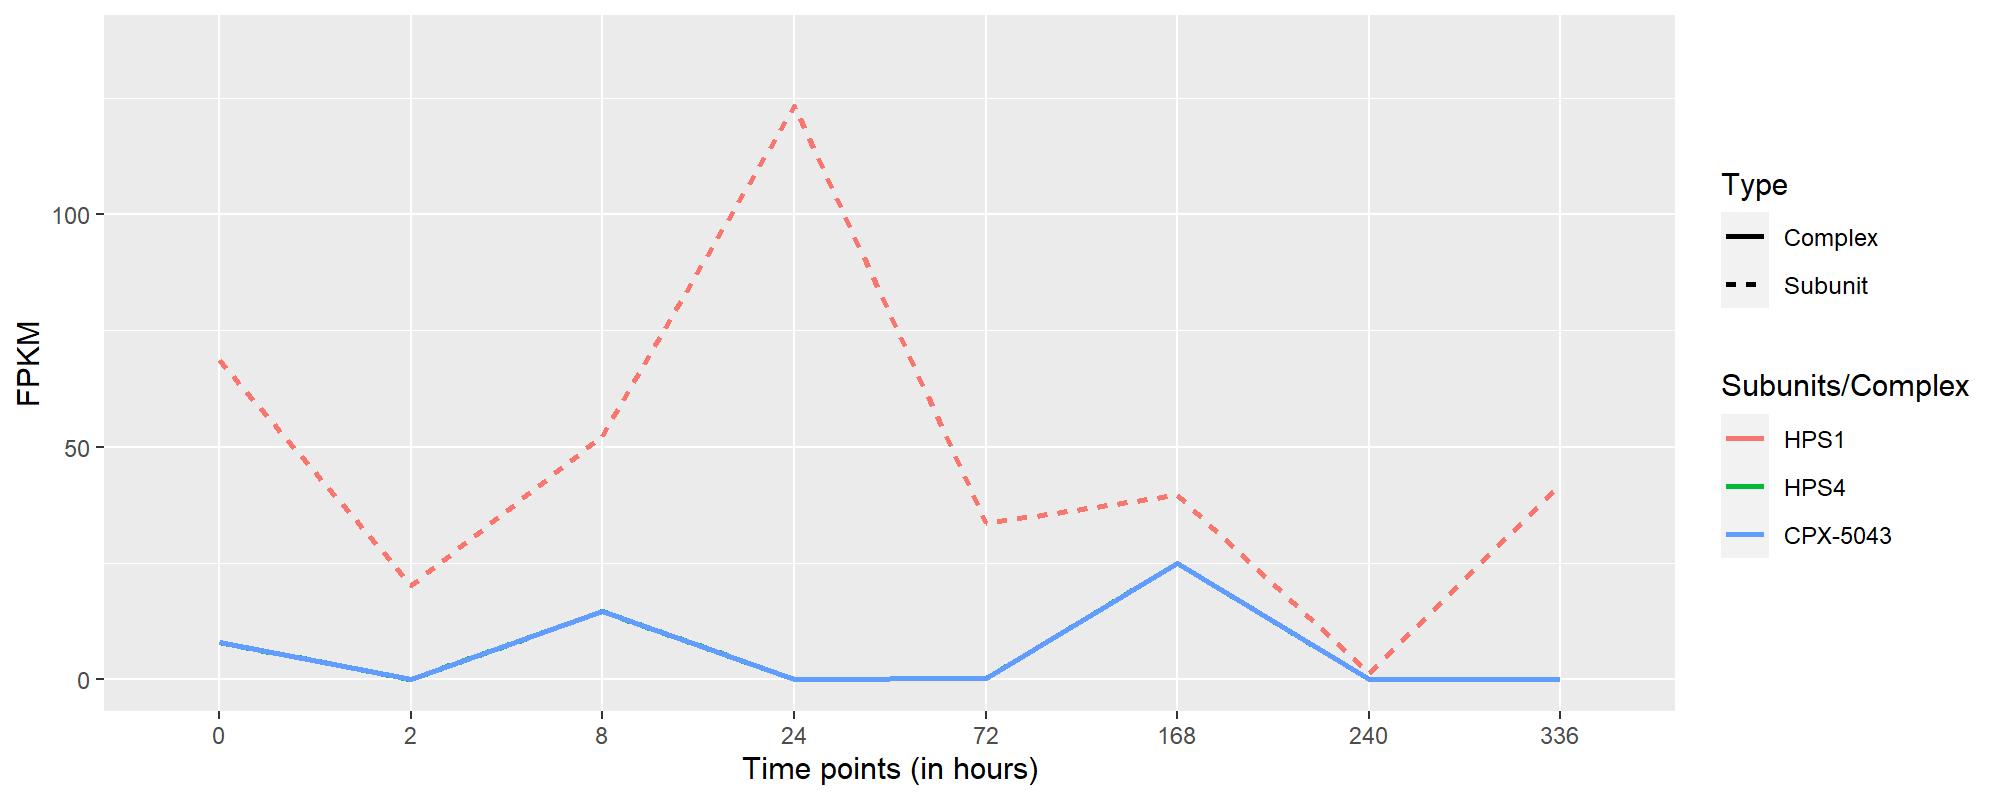 FPKM
100
50
0
0 2 8 24 72 168 240 336
Time points (in hours)
Type
Complex
Subunit
Subunits/Complex
HPS1
HPS4
CPX-5043